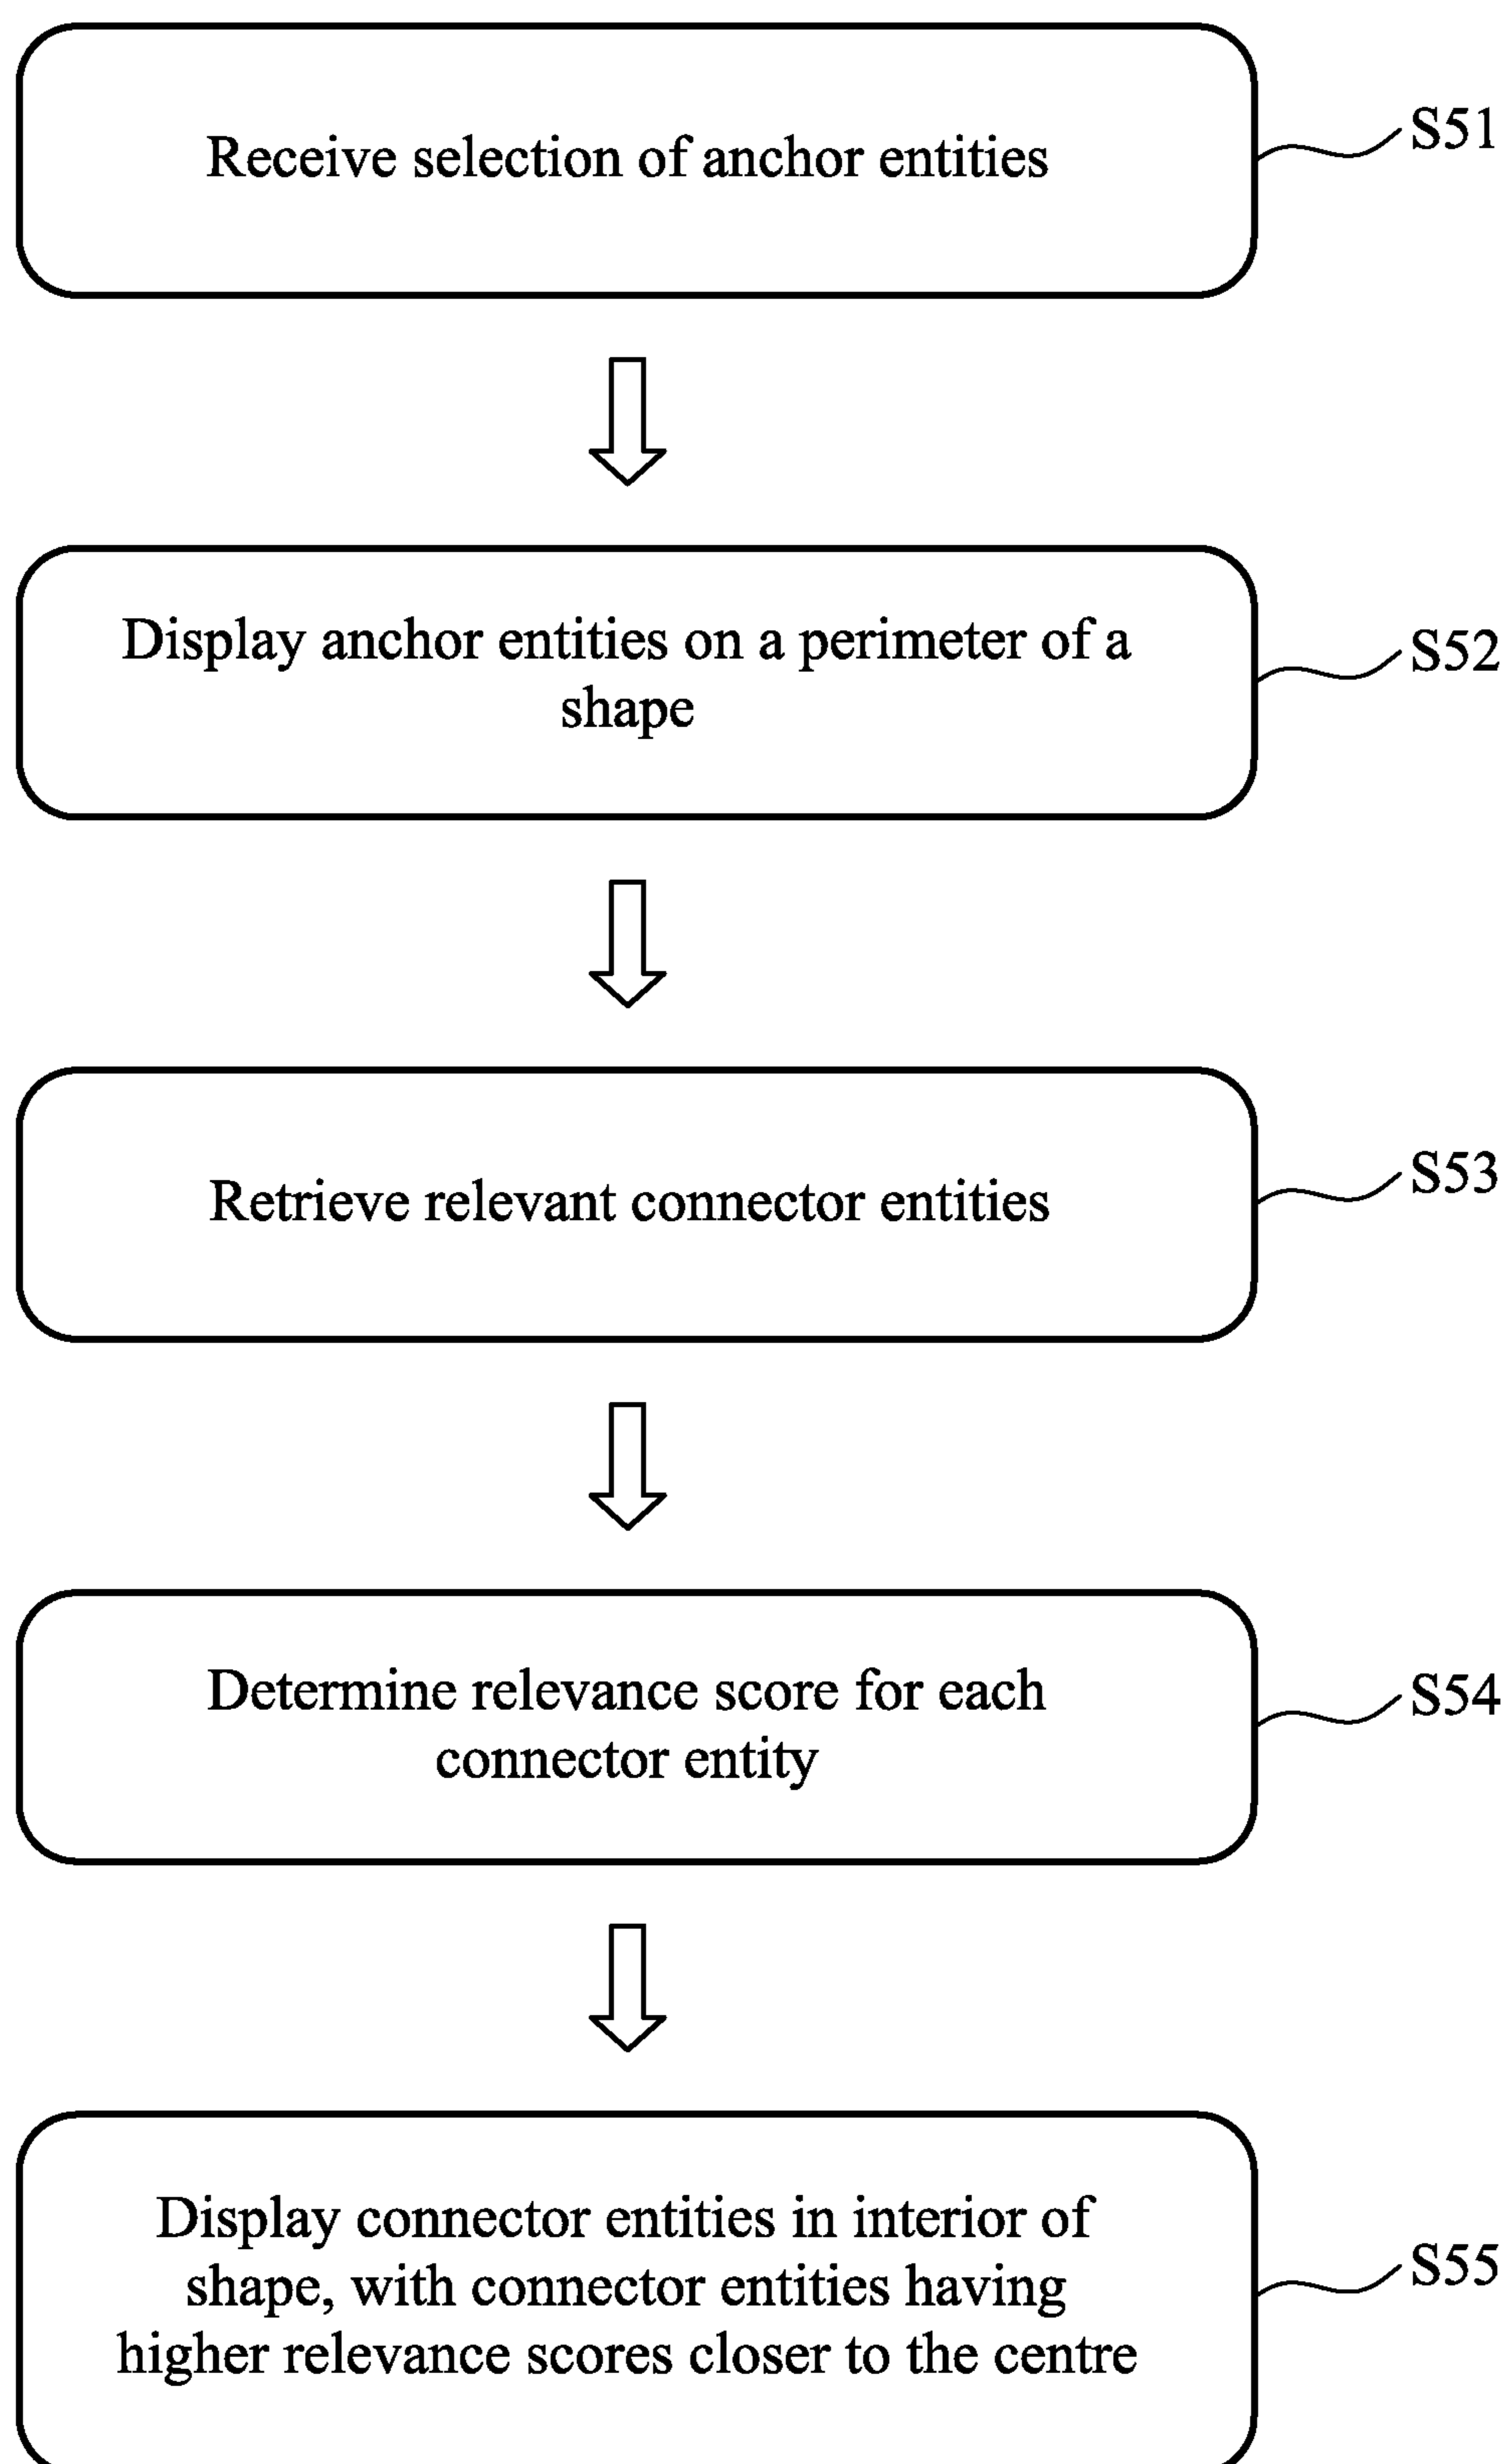 Receive selection of anchor entities
S51
Display anchor entities on a perimeter of a
shape
S52
Retrieve relevant connector entities
S53
Determine relevance score for each
connector entity
S54
Display connector entities in interior of
shape, with connector entities having
higher relevance scores closer to the centre
S55